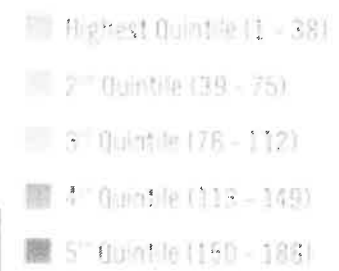 Highest Quintile (1 - 38)
2nd Quintile (39 - 75)
3rd Quintile (76 - 112)
4th Quintile (113 - 149)
5th Quintile (150 - 186)